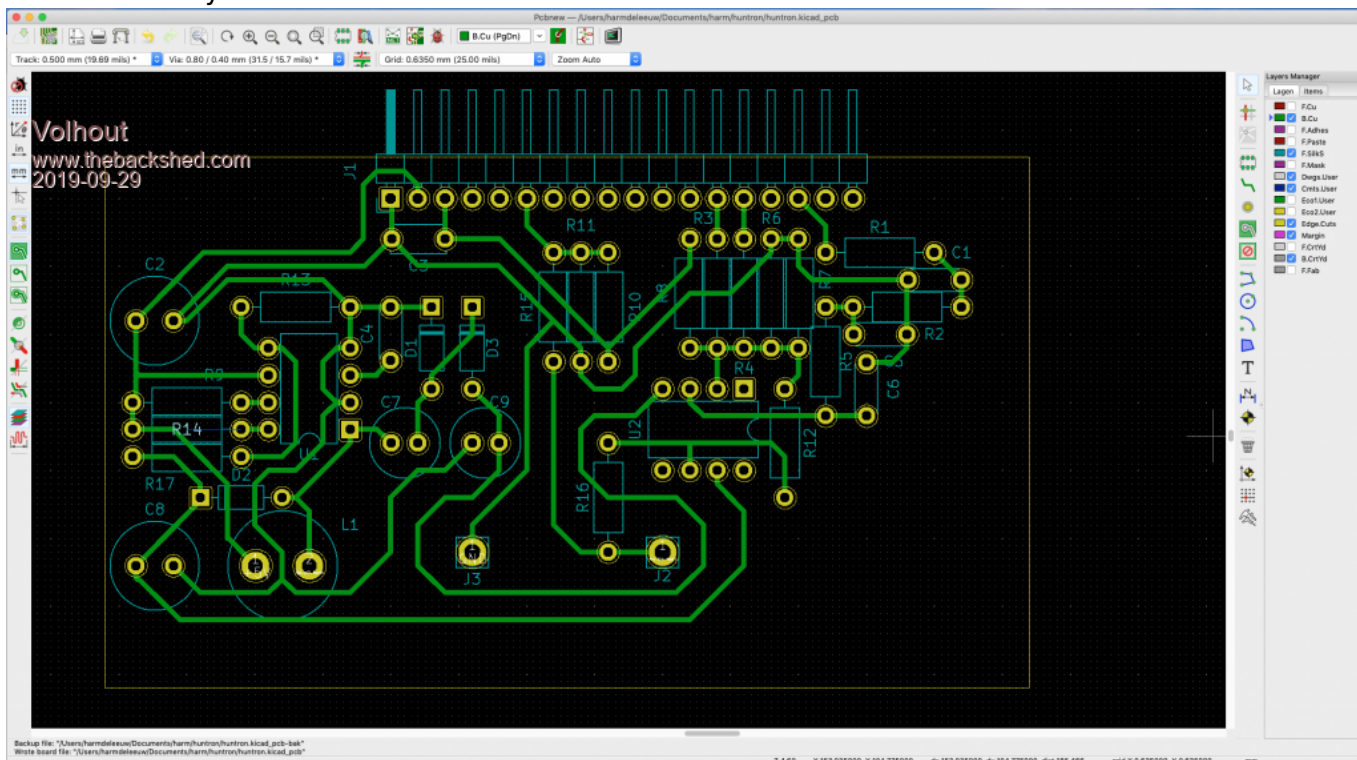 Pcbnew — /Users/harmdeleeuw/Documents/harm/huntron/huntron.kicad_pcb
B.Cu (PgDn)
Track: 0.500 mm (19.69 mils) *
Via: 0.80 / 0.40 mm (31.5 / 15.7 mils) *
Grid: 0.6350 mm (25.00 mils)
Zoom Auto
Layers Manager
Lagen
Items
F.Cu
B.Cu
F.Adhes
F.Paste
F.SilkS
F.Mask
Dwgs.User
Cmts.User
Eco1.User
Eco2.User
Edge.Cuts
Margin
F.CrtYd
B.CrtYd
F.Fab
in
mm
Volhout
www.thebackshed.com
2019-09-29
J1
R11
R3
R6
R1
C1
C2
C3
R13
R15
R10
R8
R7
R2
C4
D1
D3
R5
R4
C6
R9
C7
C9
R14
U1
U2
R12
R17
D2
R16
C8
L1
J3
J2
Backup file: "/Users/harmdeleeuw/Documents/harm/huntron/huntron.kicad_pcb-bak"
Wrote board file: "/Users/harmdeleeuw/Documents/harm/huntron/huntron.kicad_pcb"